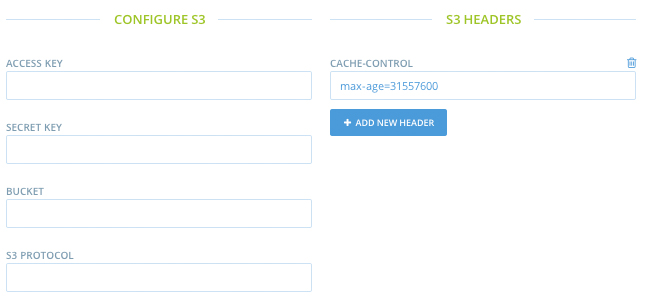 CONFIGURE S3
ACCESS KEY
SECRET KEY
BUCKET
S3 PROTOCOL
S3 HEADERS
CACHE-CONTROL
max-age=31557600
+ ADD NEW HEADER